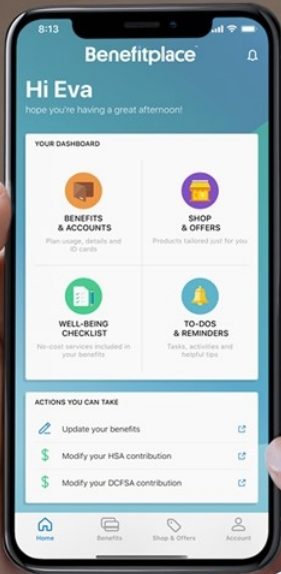 8:13
Benefitplace
Hi Eva
hope you're having a great afternoon!
YOUR DASHBOARD
BENEFITS
& ACCOUNTS
Plan usage, details and
ID cards
SHOP
& OFFERS
Products tailored just for you
WELL-BEING
CHECKLIST
No-cost services included in
your benefits
TO-DOS
& REMINDERS
Tasks, activities and
helpful tips
ACTIONS YOU CAN TAKE
Update your benefits
$ Modify your HSA contribution
$ Modify your DCFSA contribution
Home
Benefits
Shop & Offers
Account